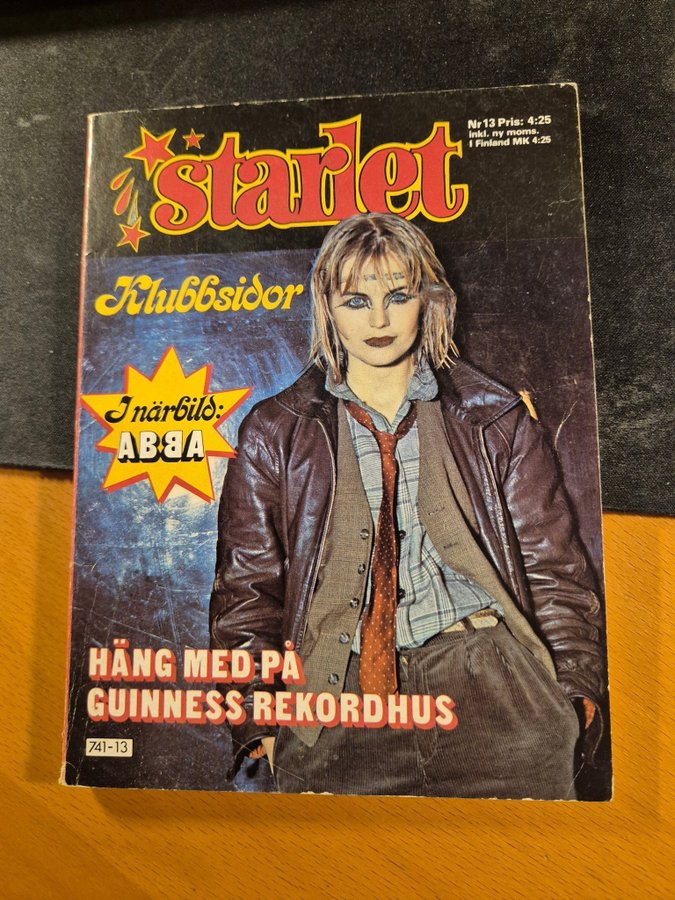 Nr 13 Pris: 4:25
inkl. ny moms.
I Finland MK 4:25
starlet
Klubbsidor
I närbild:
ABBA
HÄNG MED PÅ
GUINNESS REKORDHUS
741-13